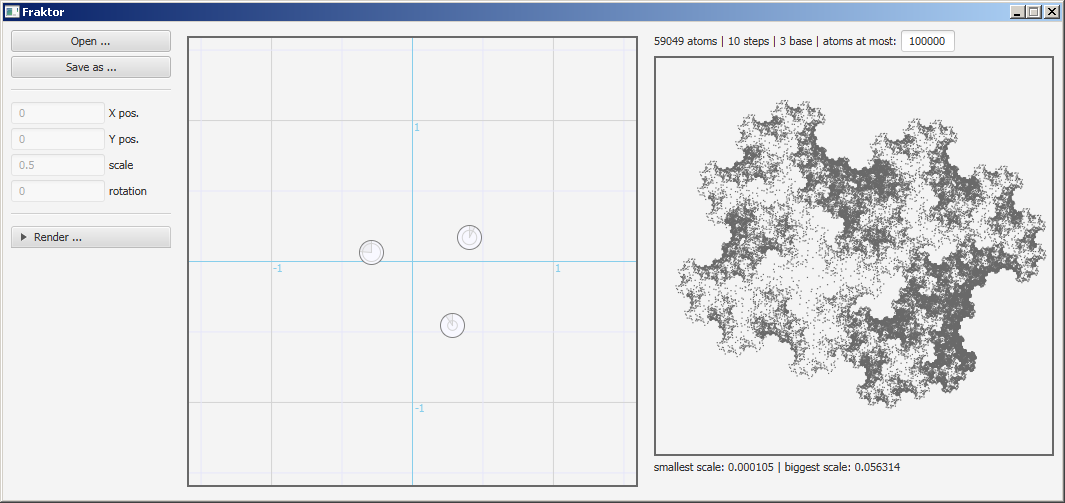 Fraktor
Open ...
Save as ...
0 X pos.
0 Y pos.
0.5 scale
0 rotation
Render ...
1
-1 1
-1
59049 atoms | 10 steps | 3 base | atoms at most: 100000
smallest scale: 0.000105 | biggest scale: 0.056314